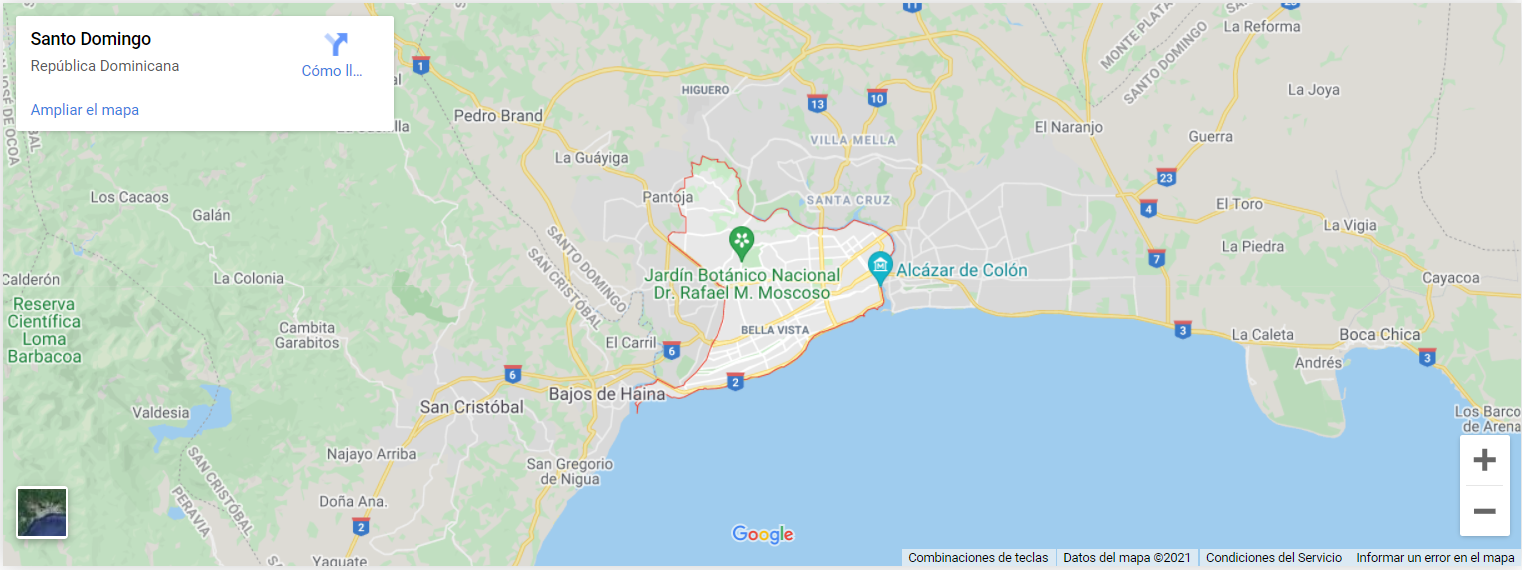 Santo Domingo
República Dominicana
Cómo ll...
Ampliar el mapa
11
MONTE PLATA
SANTO DOMINGO
La Reforma
1
HIGUERO
13
10
La Joya
Pedro Brand
El Naranjo
Guerra
VILLA MELLA
La Guáyiga
23
Los Cacaos
Pantoja
SANTA CRUZ
4
El Toro
Galán
La Vigia
La Piedra
7
SANTO DOMINGO
SAN CRISTÓBAL
Jardín Botánico Nacional
Dr. Rafael M. Moscoso
Alcázar de Colón
Calderón
La Colonia
Cayacoa
Reserva
Científica
Loma
Barbacoa
Cambita
Garabitos
BELLA VISTA
3
La Caleta
Boca Chica
El Carril
6
Andrés
3
6
2
Bajos de Haina
San Cristóbal
Valdesia
Los Barco
de Arena
Najayo Arriba
San Gregorio
de Nigua
SAN CRISTÓBAL
PERAVIA
Doña Ana.
2
Yaguate
Google
Combinaciones de teclas
Datos del mapa ©2021
Condiciones del Servicio
Informar un error en el mapa